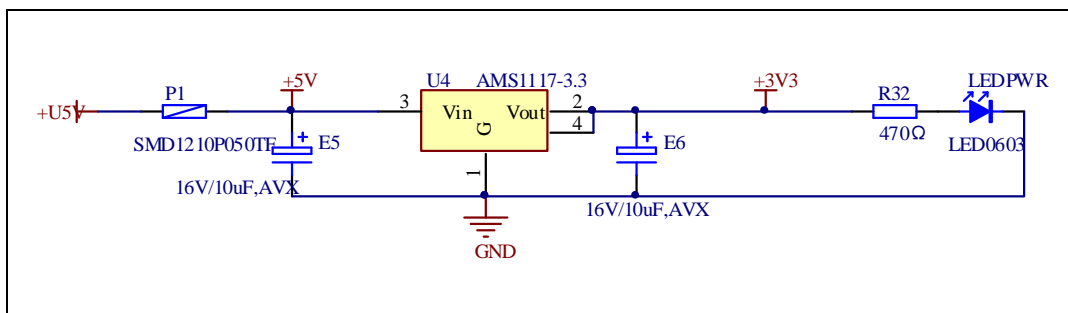 +5V
U4 AMS1117-3.3
+3V3
LEDPWR
P1
+U5V
3
Vin
G
Vout
2
4
1
R32
470Ω
LED0603
SMD1210P050TF
E5
16V/10uF,AVX
E6
16V/10uF,AVX
GND